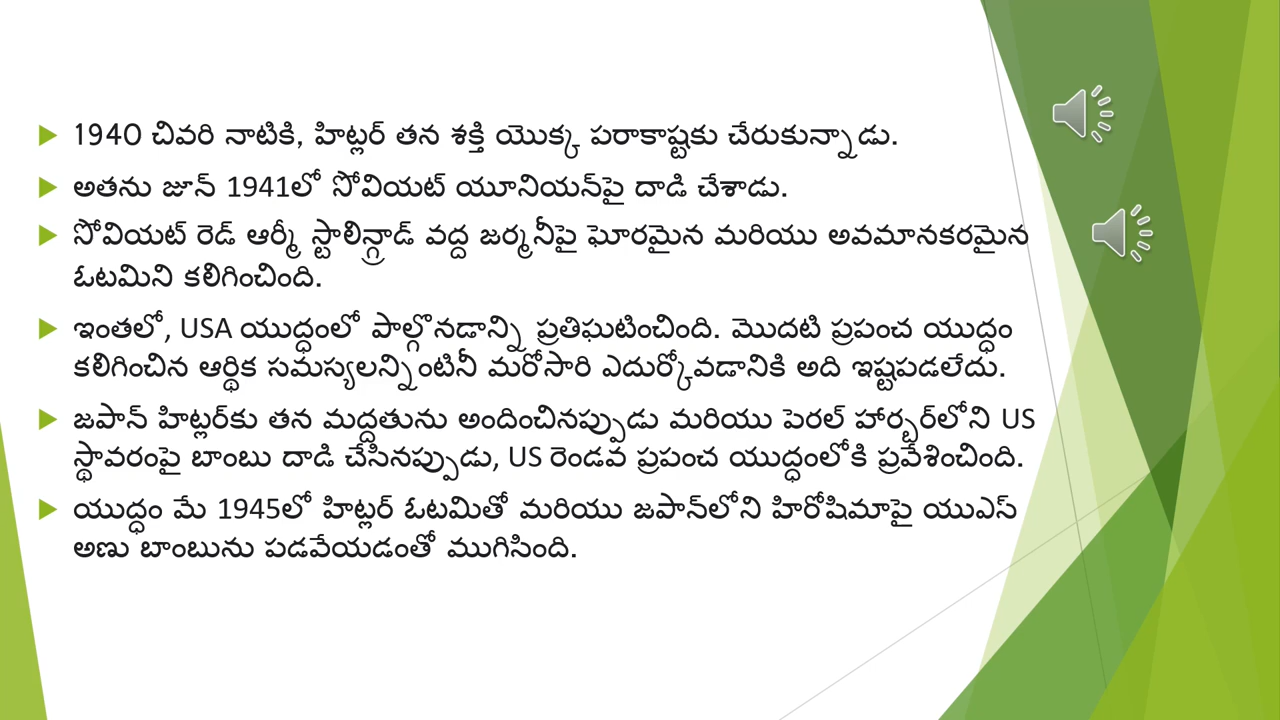 1940 చివరి నాటికి, హిట్లర్ తన శక్తి యొక్క పరాకాష్టకు చేరుకున్నాడు.
అతను జూన్ 1941లో సోవియట్ యూనియన్‌పై దాడి చేశాడు.
సోవియట్ రెడ్ ఆర్మీ స్టాలిన్గ్రాడ్ వద్ద జర్మనీపై ఘోరమైన మరియు అవమానకరమైన
ఓటమిని కలిగించింది.
ఇంతలో, USA యుద్ధంలో పాల్గొనడాన్ని ప్రతిఘటించింది. మొదటి ప్రపంచ యుద్ధం
కలిగించిన ఆర్థిక సమస్యలన్నింటినీ మరోసారి ఎదుర్కోవడానికి అది ఇష్టపడలేదు.
జపాన్ హిట్లర్‌కు తన మద్దతును అందించినప్పుడు మరియు పెరల్ హార్బర్‌లోని US
స్థావరంపై బాంబు దాడి చేసినప్పుడు, US రెండవ ప్రపంచ యుద్ధంలోకి ప్రవేశించింది.
యుద్ధం మే 1945లో హిట్లర్ ఓటమితో మరియు జపాన్‌లోని హిరోషిమాపై యుఎస్
అణు బాంబును పడవేయడంతో ముగిసింది.